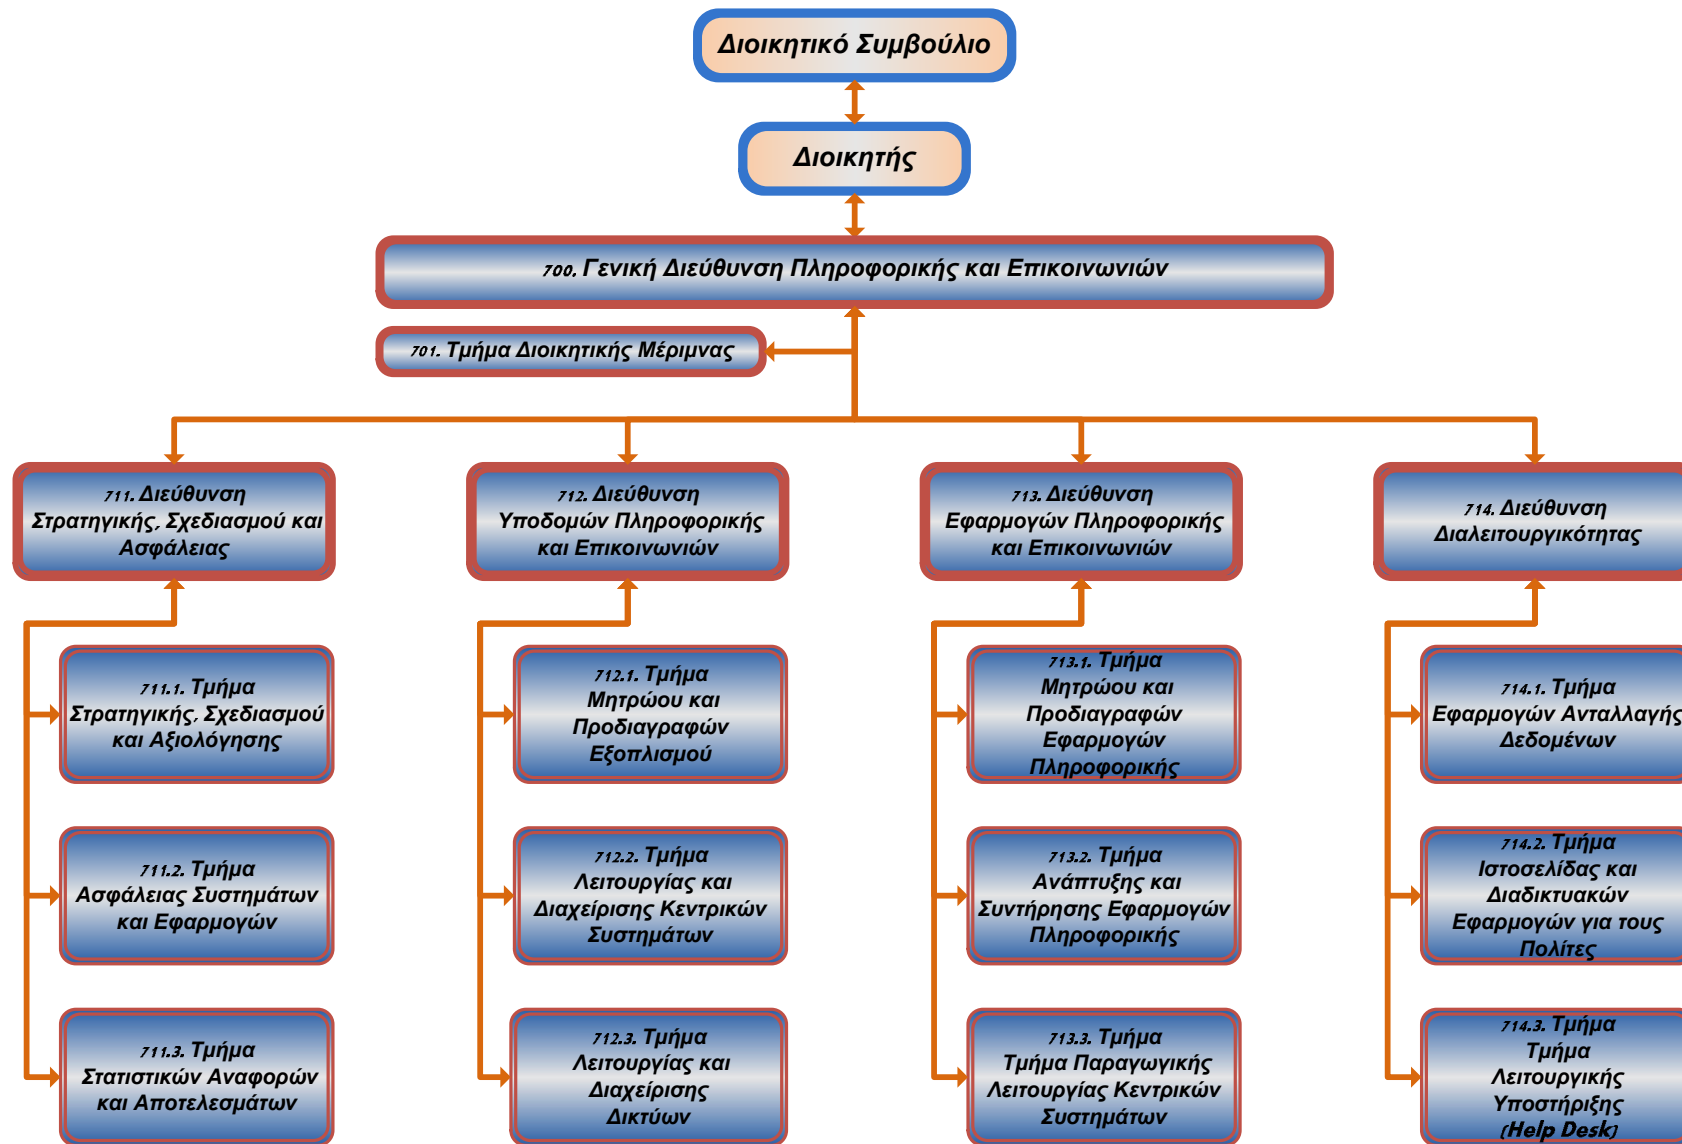 Διοικητικό Συμβούλιο
Διοικητής
700. Γενική Διεύθυνση Πληροφορικής και Επικοινωνιών
701. Τμήμα Διοικητικής Μέριμνας
711. Διεύθυνση
Στρατηγικής, Σχεδιασμού και
Ασφάλειας
712. Διεύθυνση
Υποδομών Πληροφορικής
και Επικοινωνιών
713. Διεύθυνση
Εφαρμογών Πληροφορικής
και Επικοινωνιών
714. Διεύθυνση
Διαλειτουργικότητας
711.1. Τμήμα
Στρατηγικής, Σχεδιασμού
και Αξιολόγησης
712.1. Τμήμα
Μητρώου και
Προδιαγραφών
Εξοπλισμού
713.1. Τμήμα
Μητρώου και
Προδιαγραφών
Εφαρμογών
Πληροφορικής
714.1. Τμήμα
Εφαρμογών Ανταλλαγής
Δεδομένων
711.2. Τμήμα
Ασφάλειας Συστημάτων
και Εφαρμογών
712.2. Τμήμα
Λειτουργίας και
Διαχείρισης Κεντρικών
Συστημάτων
713.2. Τμήμα
Ανάπτυξης και
Συντήρησης Εφαρμογών
Πληροφορικής
714.2. Τμήμα
Ιστοσελίδας και
Διαδικτυακών
Εφαρμογών για τους
Πολίτες
711.3. Τμήμα
Στατιστικών Αναφορών
και Αποτελεσμάτων
712.3. Τμήμα
Λειτουργίας και
Διαχείρισης
Δικτύων
713.3. Τμήμα
Τμήμα Παραγωγικής
Λειτουργίας Κεντρικών
Συστημάτων
714.3. Τμήμα
Τμήμα
Λειτουργικής
Υποστήριξης
(Help Desk)